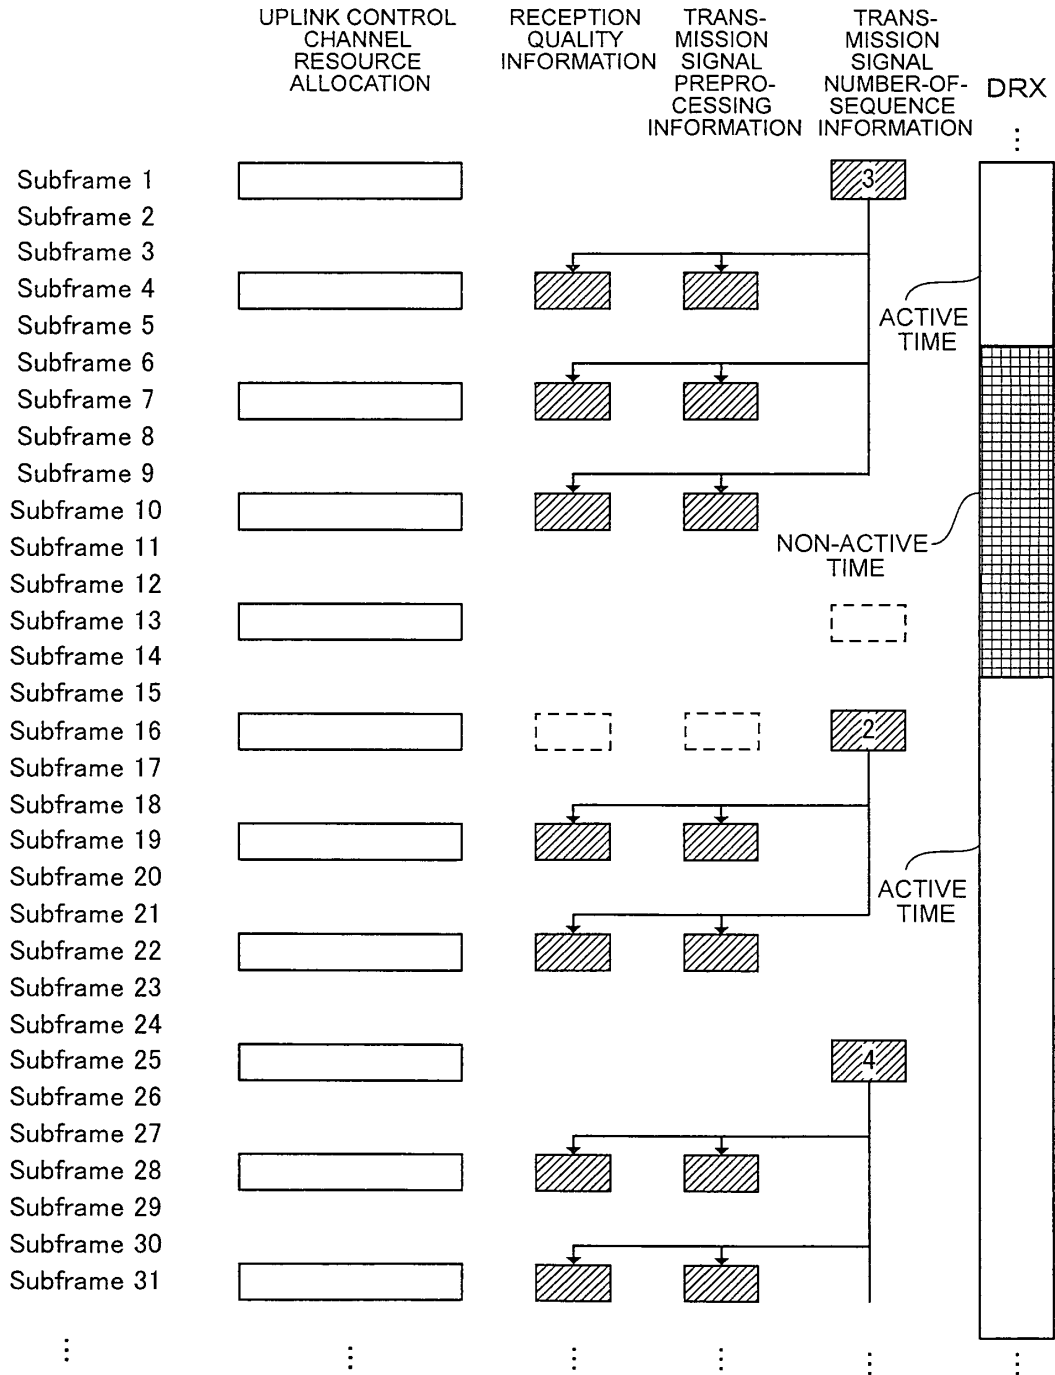 UPLINK CONTROL
CHANNEL
RESOURCE
ALLOCATION
RECEPTION
QUALITY
INFORMATION
TRANS-
MISSION
SIGNAL
PREPRO-
CESSING
INFORMATION
TRANS-
MISSION
SIGNAL
NUMBER-OF-
SEQUENCE
INFORMATION
DRX
Subframe 1
3
Subframe 2
Subframe 3
Subframe 4
ACTIVE
TIME
Subframe 5
Subframe 6
Subframe 7
Subframe 8
Subframe 9
Subframe 10
Subframe 11
NON-ACTIVE
TIME
Subframe 12
Subframe 13
Subframe 14
Subframe 15
Subframe 16
2
Subframe 17
Subframe 18
Subframe 19
Subframe 20
ACTIVE
TIME
Subframe 21
Subframe 22
Subframe 23
Subframe 24
Subframe 25
4
Subframe 26
Subframe 27
Subframe 28
Subframe 29
Subframe 30
Subframe 31